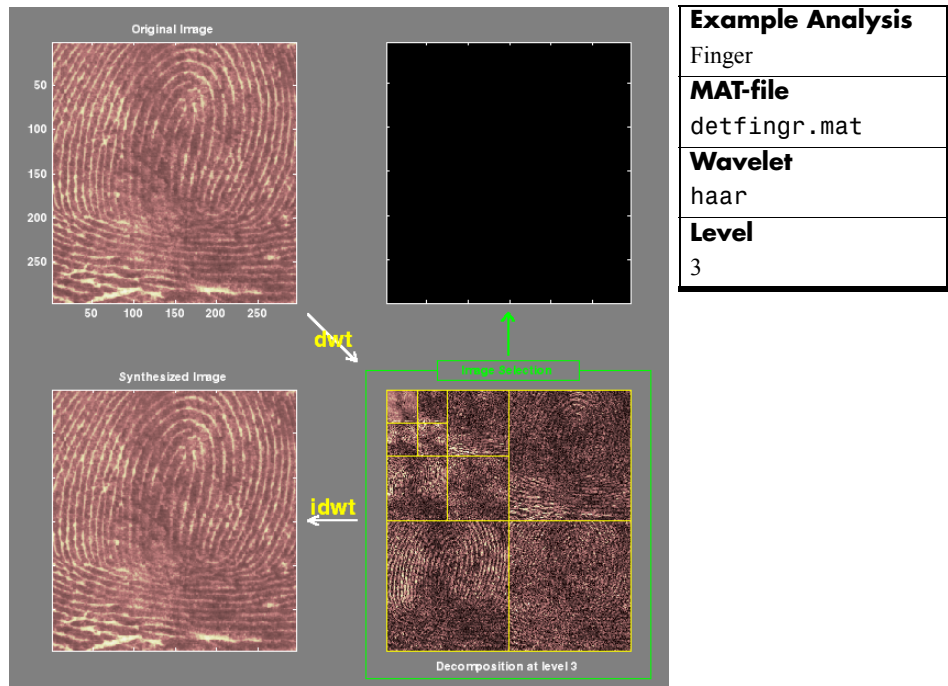 Original Image
50
100
150
200
250
50 100 150 200 250
dwt
Image Selection
Synthesized Image
idwt
Decomposition at level 3
Example Analysis
Finger
MAT-file
detfingr.mat
Wavelet
haar
Level
3